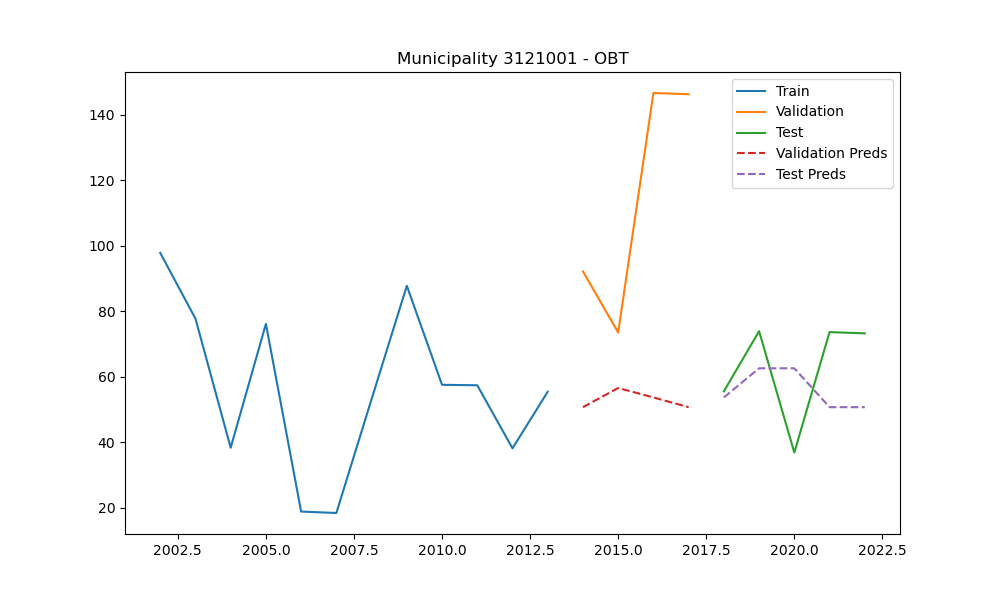 Municipality 3121001 - OBT
Train
Validation
Test
Validation Preds
Test Preds
140
120
100
80
60
40
20
2002.5 2005.0 2007.5 2010.0 2012.5 2015.0 2017.5 2020.0 2022.5